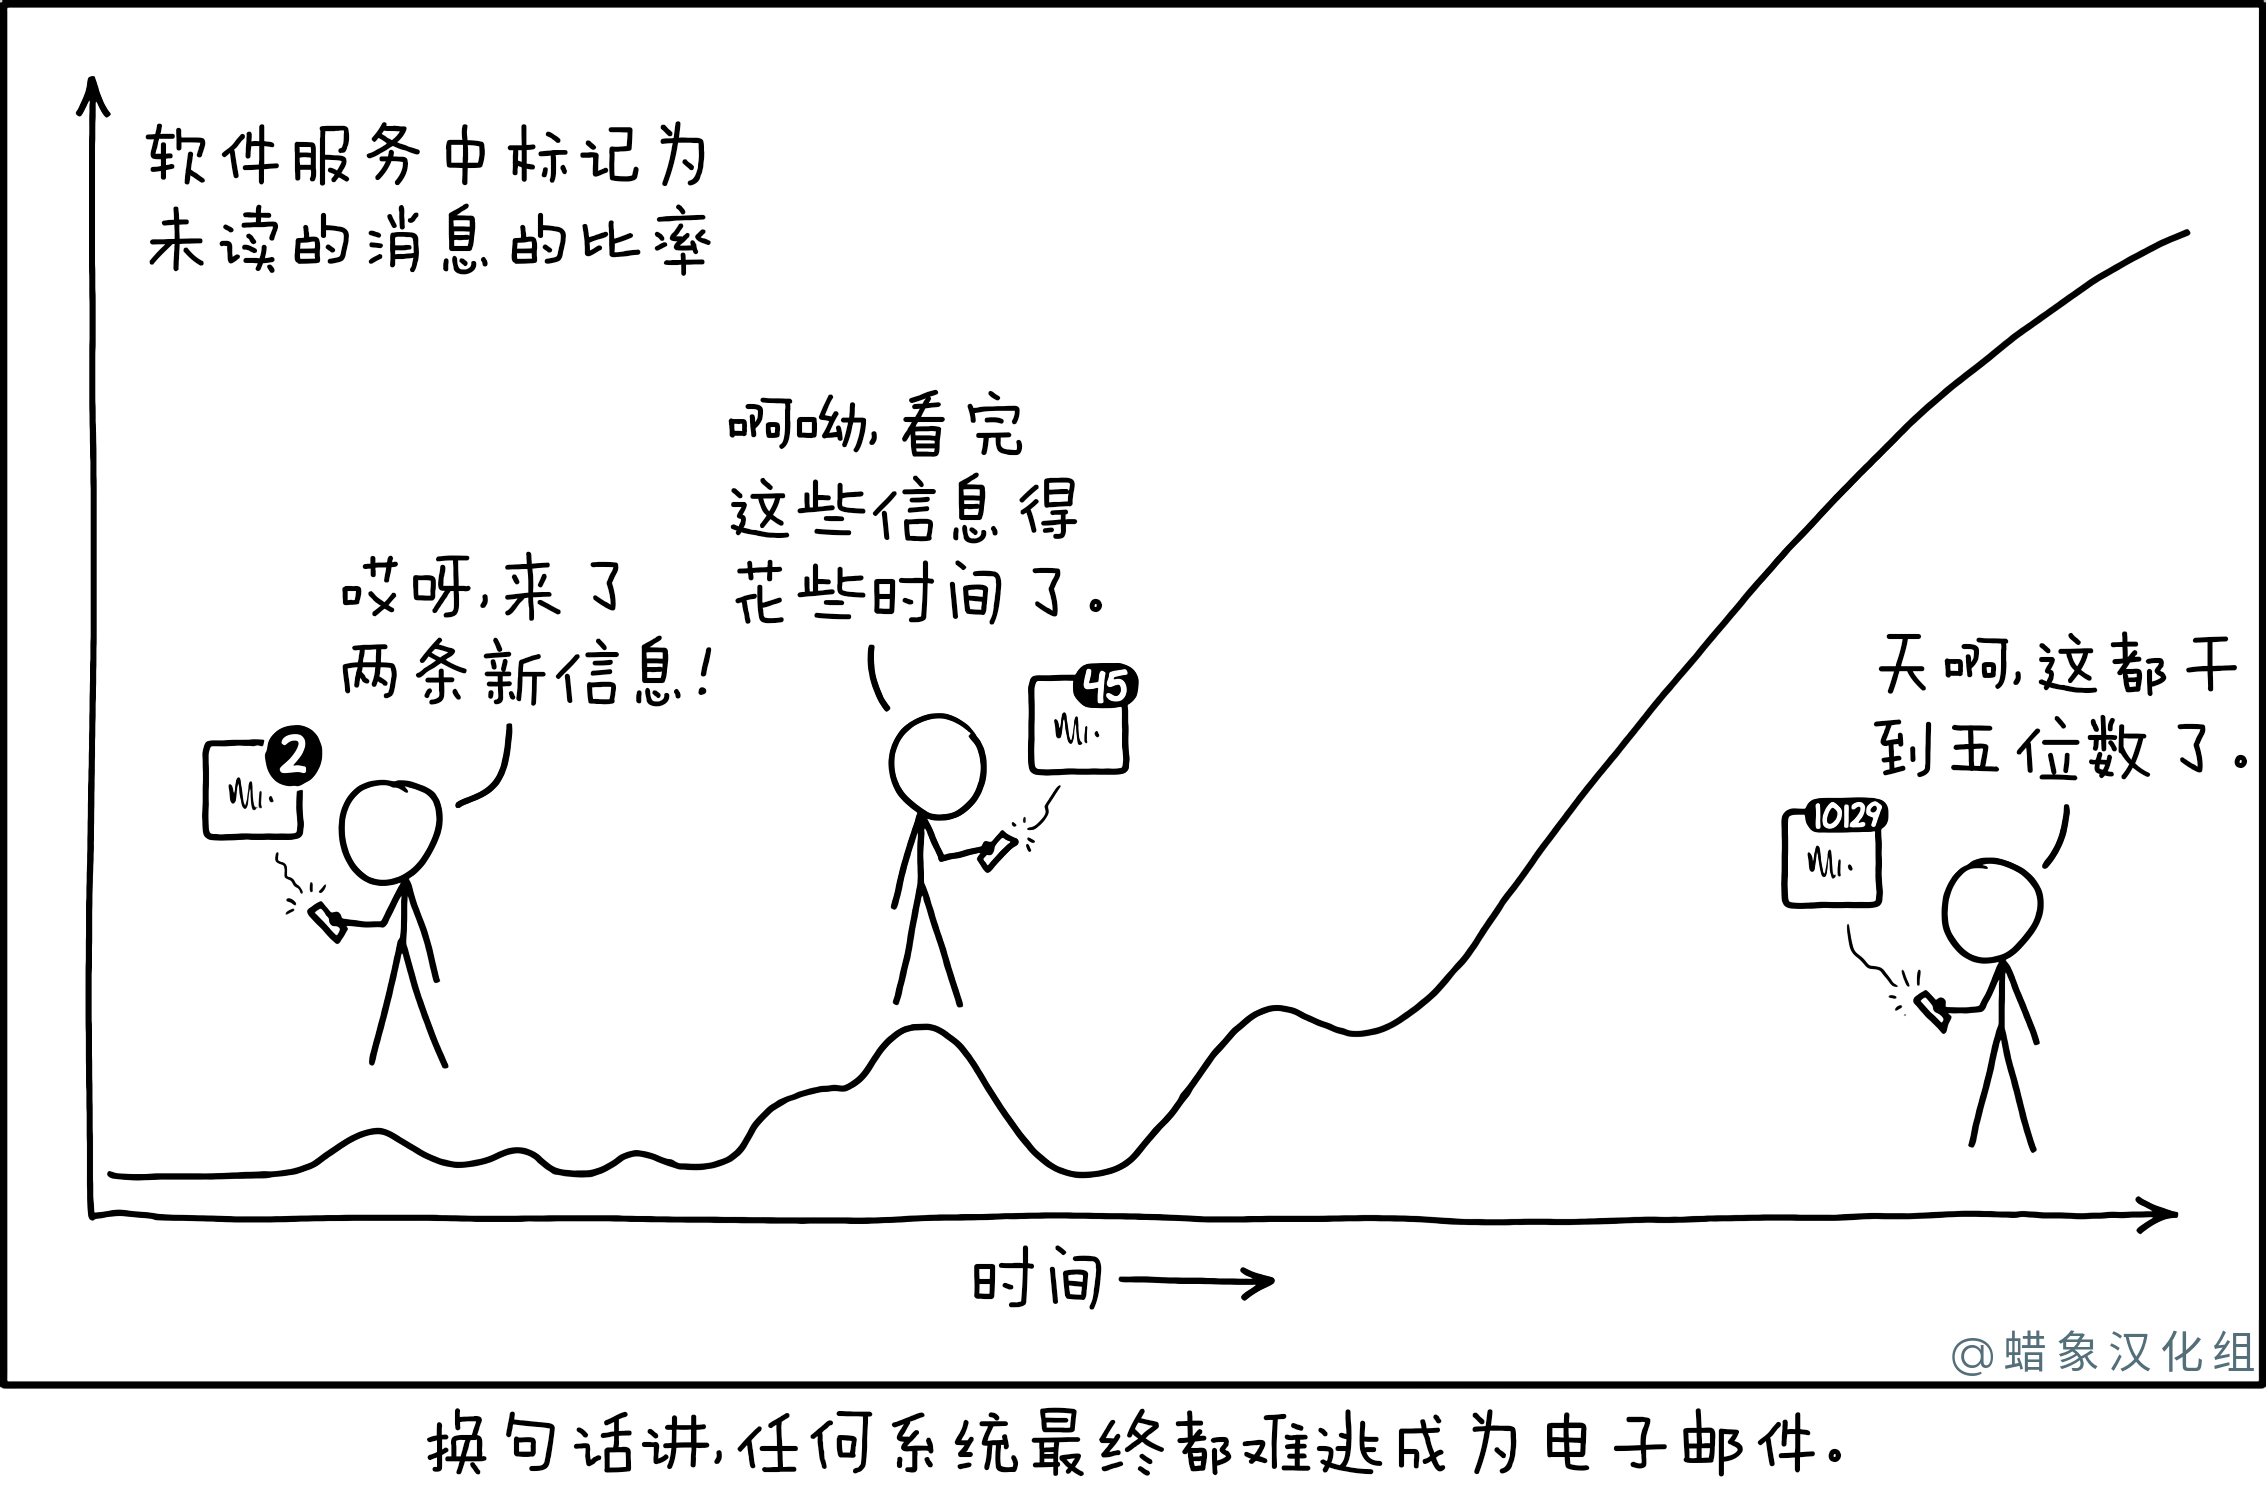 软件服务中标记为
未读的消息的比率
哎呀,来了
两条新信息!
2
啊呦,看完
这些信息得
花些时间了。
45
天啊,这都干
到五位数了。
10129
时间
@蜡象汉化组
换句话讲,任何系统最终都难逃成为电子邮件。